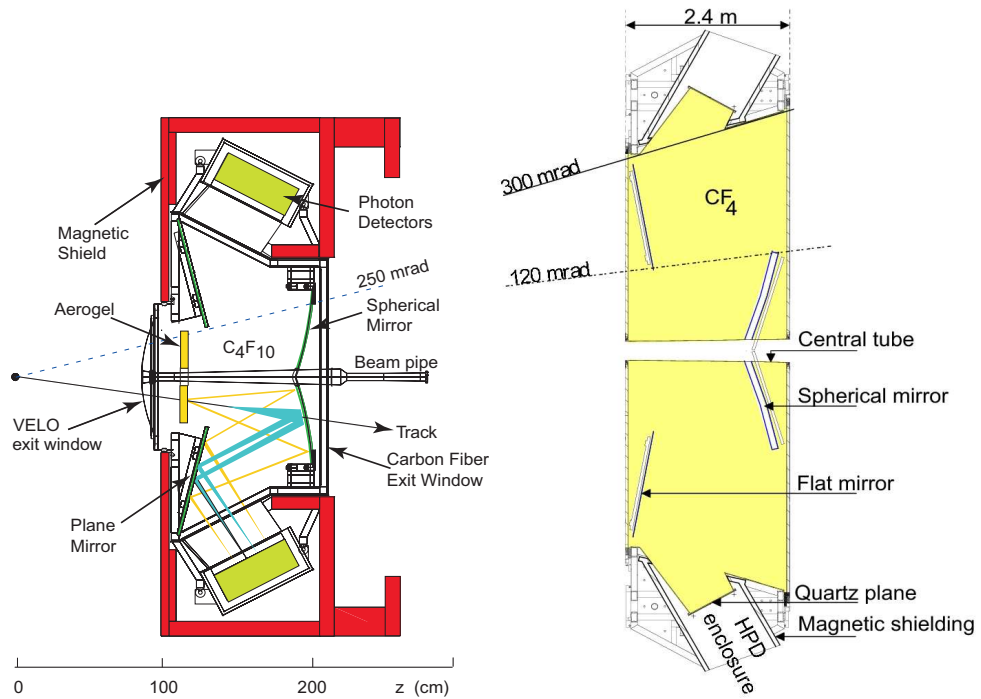 Magnetic
Shield
Aerogel
VELO
exit window
Plane
Mirror
Photon
Detectors
250 mrad
Spherical
Mirror
C4F10
Beam pipe
Track
Carbon Fiber
Exit Window
0
100
200
z (cm)
2.4 m
300 mrad
CF4
120 mrad
Central tube
Spherical mirror
Flat mirror
Quartz plane
Magnetic shielding
HPD
enclosure